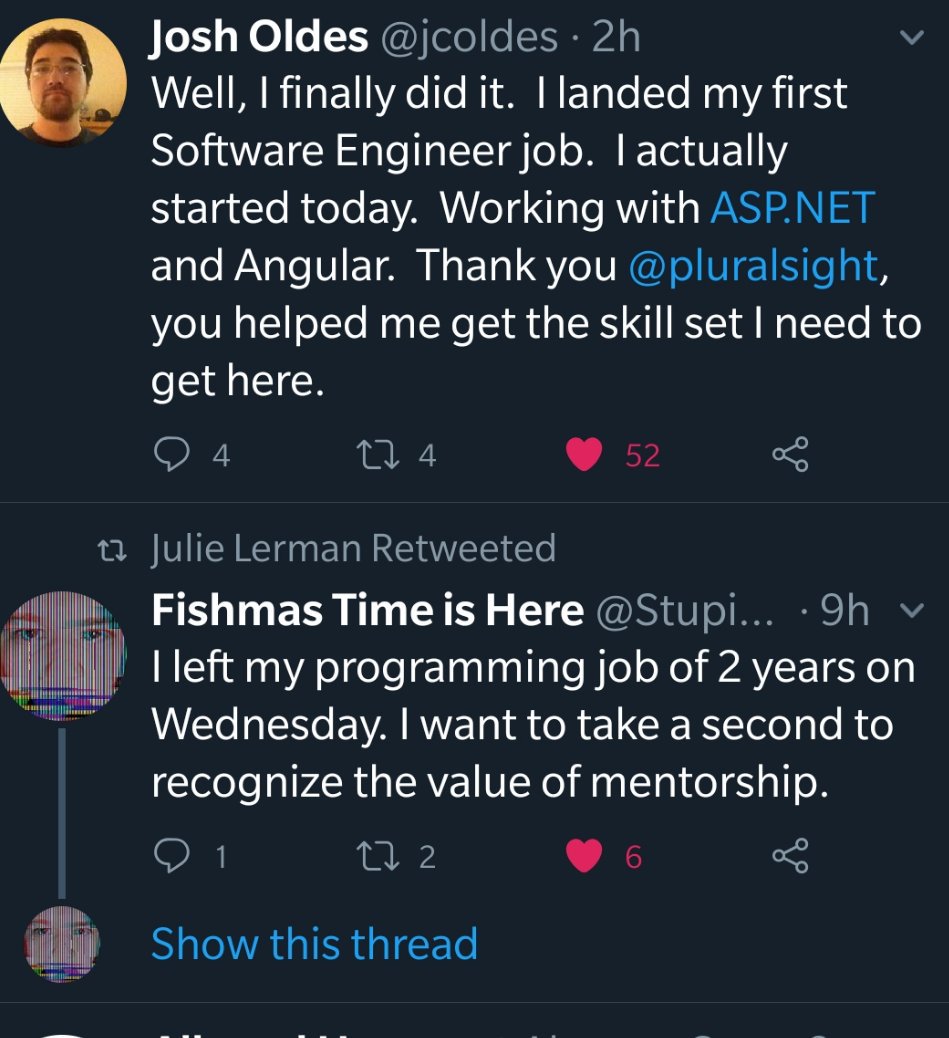 Josh Oldes @jcoldes · 2h
Well, I finally did it.  I landed my first
Software Engineer job.  I actually
started today.  Working with ASP.NET
and Angular.  Thank you @pluralsight,
you helped me get the skill set I need to
get here.
4 4 52
Julie Lerman Retweeted
Fishmas Time is Here @Stupi... · 9h
I left my programming job of 2 years on
Wednesday. I want to take a second to
recognize the value of mentorship.
1 2 6
Show this thread